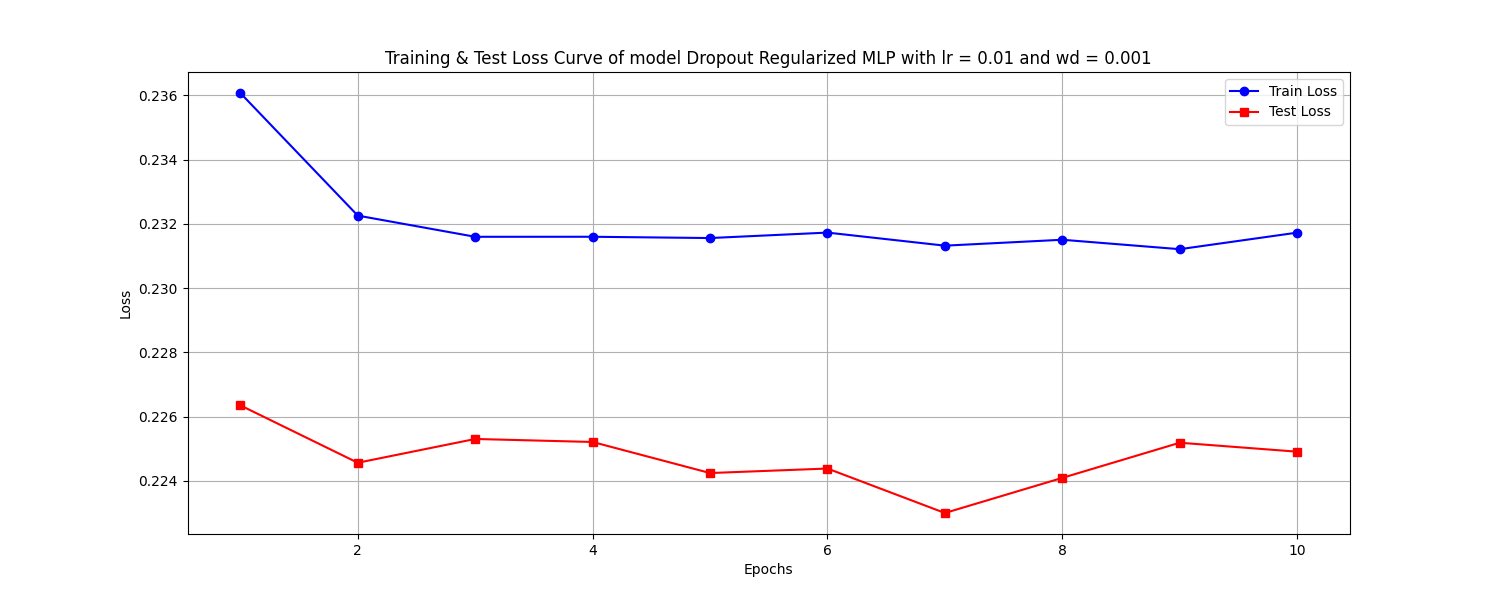 Training & Test Loss Curve of model Dropout Regularized MLP with lr = 0.01 and wd = 0.001
Train Loss
Test Loss
0.236
0.234
0.232
0.230
0.228
0.226
0.224
Loss
2
4
6
8
10
Epochs